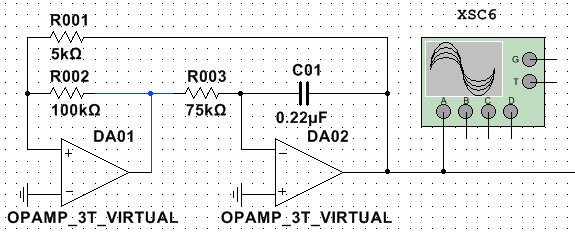 XSC6
R001
5kΩ
R002
100kΩ
R003
75kΩ
C01
0.22µF
G
T
A B C D
DA01
DA02
+
−
−
+
OPAMP_3T_VIRTUAL
OPAMP_3T_VIRTUAL